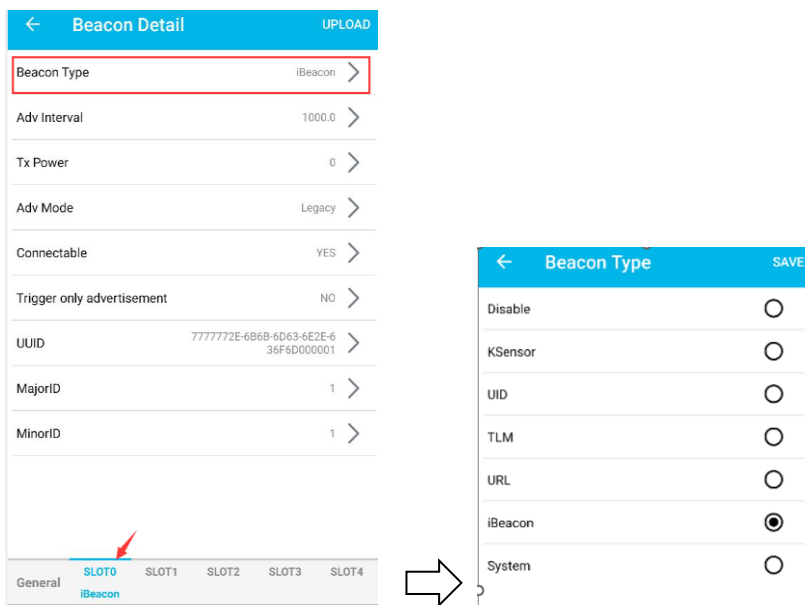 Beacon Detail UPLOAD
Beacon Type iBeacon
Adv Interval 1000.0
Tx Power 0
Adv Mode Legacy
Connectable YES
Trigger only advertisement NO
UUID 7777772E-6B6B-6D63-6E2E-6
36F6D000001
MajorID 1
MinorID 1
General SLOT0 SLOT1 SLOT2 SLOT3 SLOT4
iBeacon
Beacon Type SAVE
Disable
KSensor
UID
TLM
URL
iBeacon
System